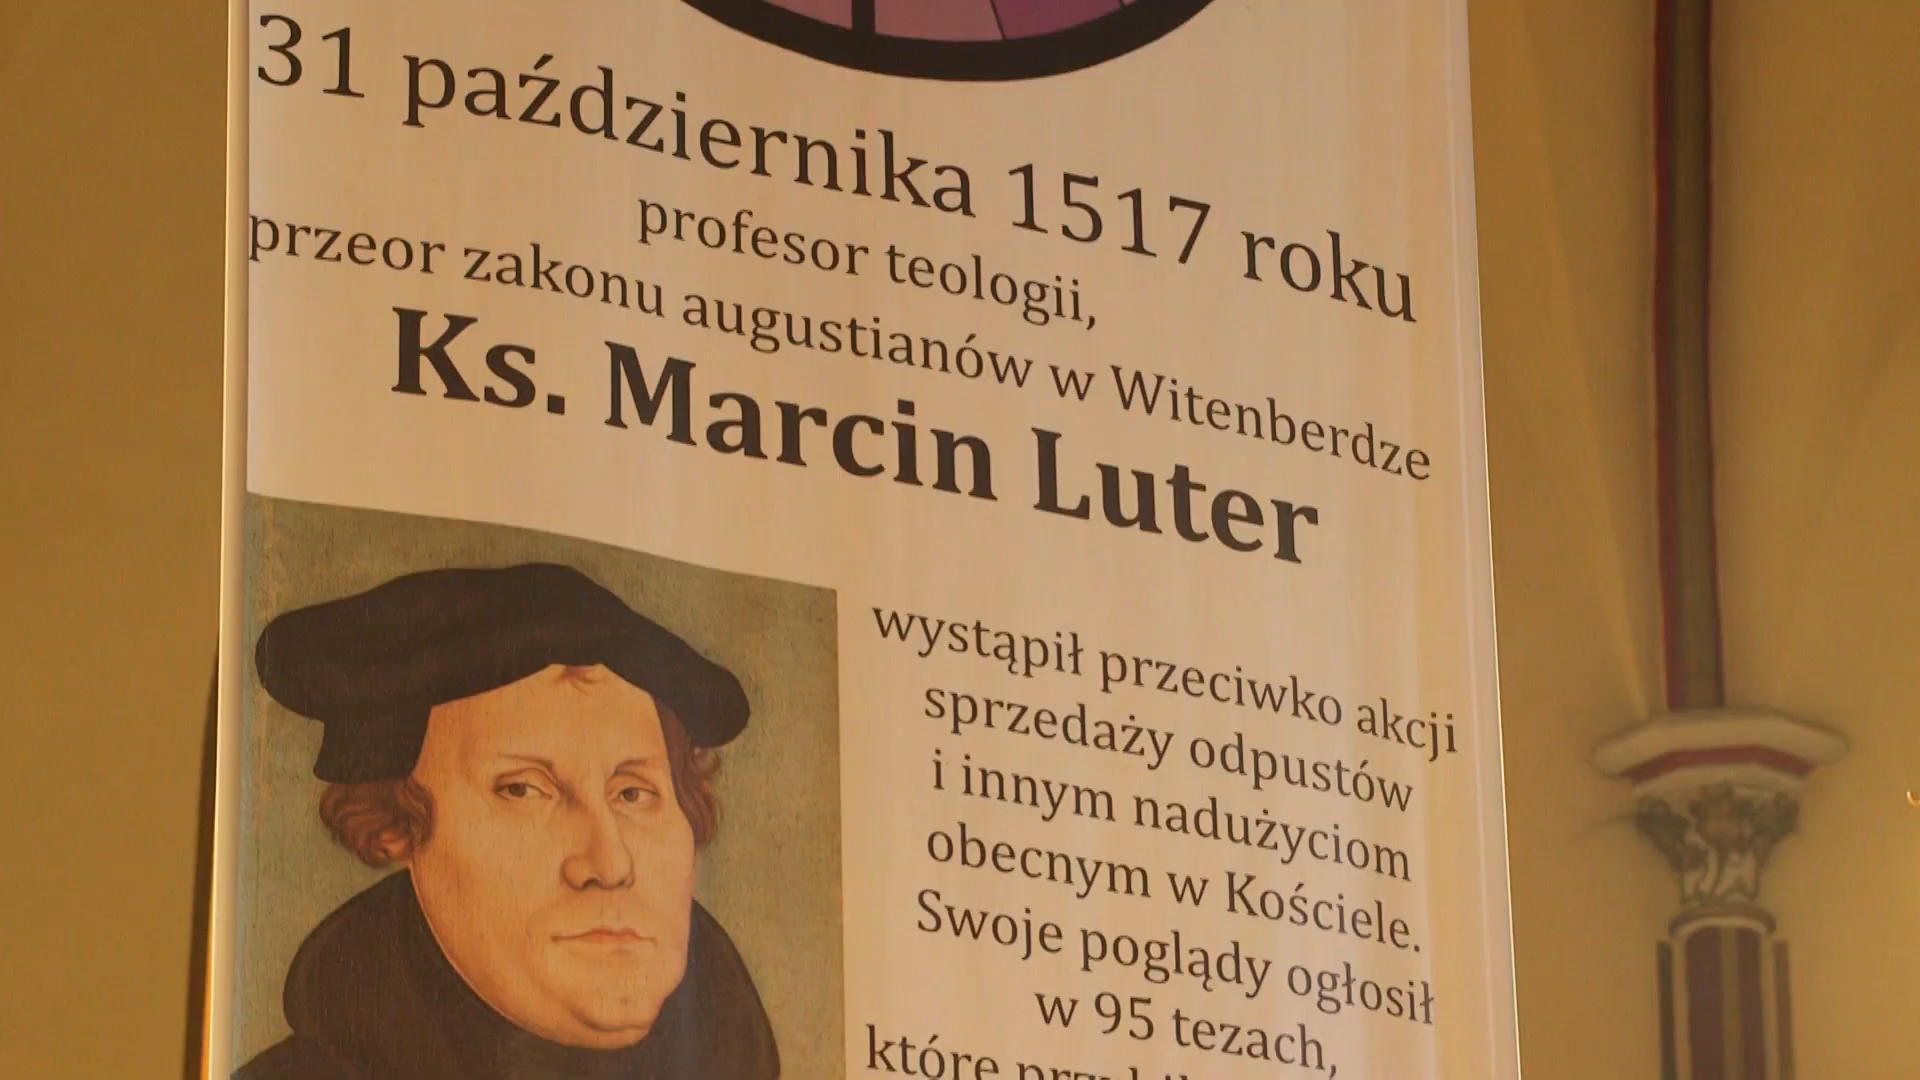 31 października 1517 roku
profesor teologii,
przeor zakonu augustianów w Witenberdze
Ks. Marcin Luter
wystąpił przeciwko akcji
sprzedaży odpustów
i innym nadużyciom
obecnym w Kościele.
Swoje poglądy ogłosił
w 95 tezach,
które